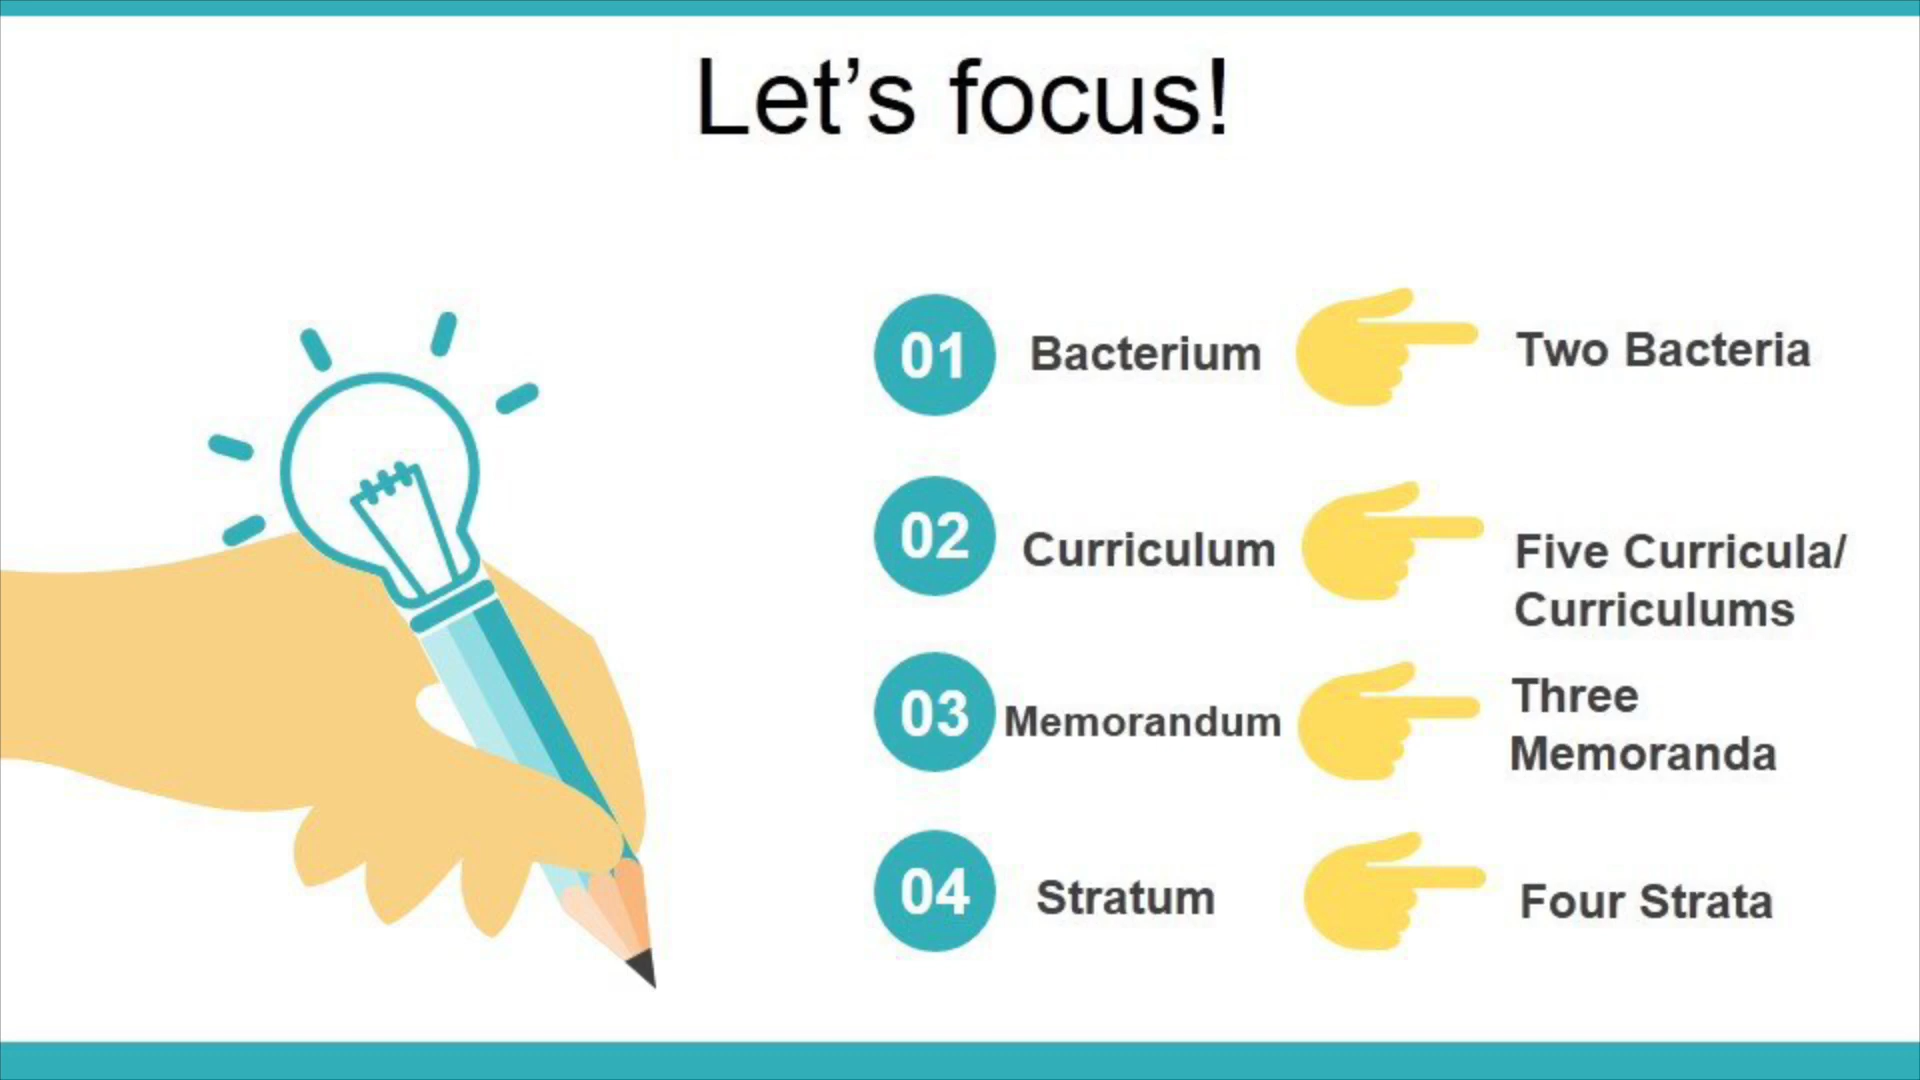 Let’s focus!
01 Bacterium Two Bacteria
02 Curriculum Five Curricula/
Curriculums
03 Memorandum Three
Memoranda
04 Stratum Four Strata